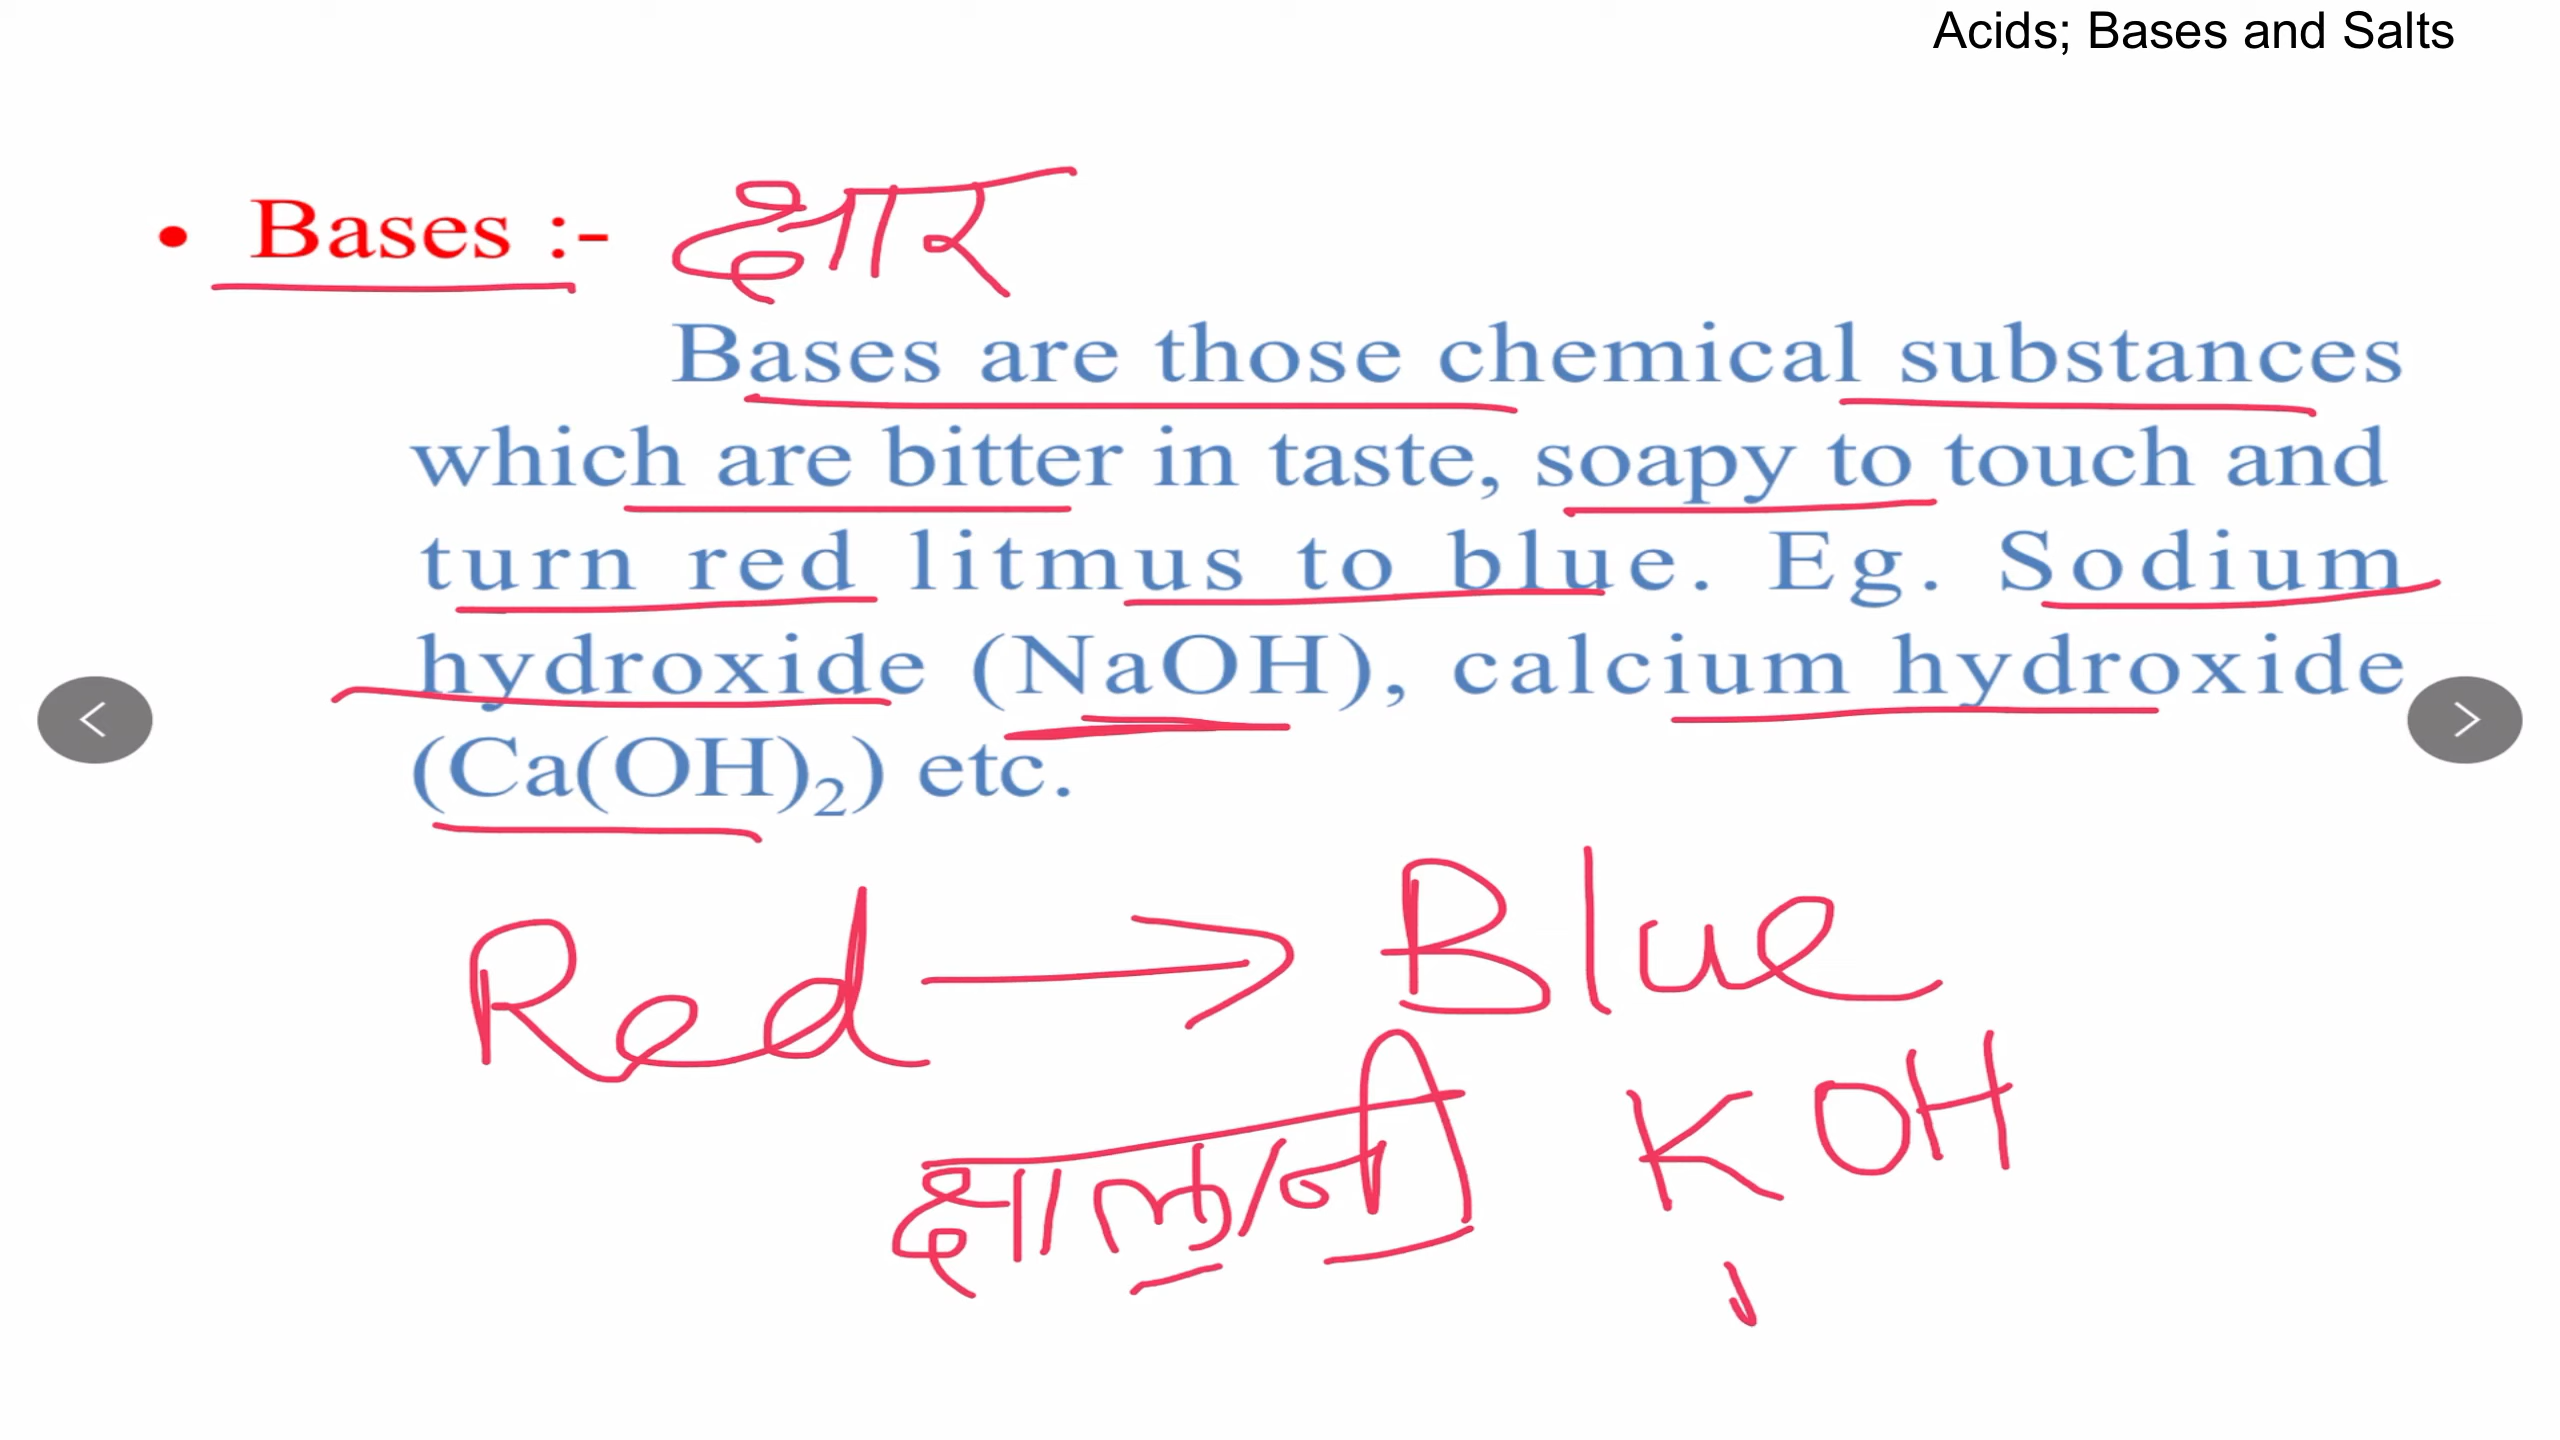 Acids; Bases and Salts
• Bases :- क्षार
Bases are those chemical substances
which are bitter in taste, soapy to touch and
turn red litmus to blue. Eg. Sodium
hydroxide (NaOH), calcium hydroxide
(Ca(OH)₂) etc.
Red → Blue
KOH